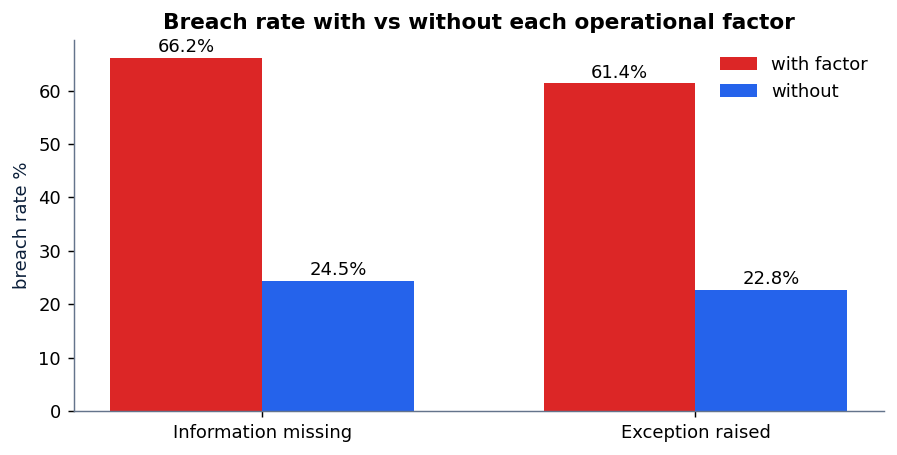 Breach rate with vs without each operational factor
66.2%
61.4%
with factor
without
24.5%
22.8%
breach rate %
60
50
40
30
20
10
0
Information missing
Exception raised